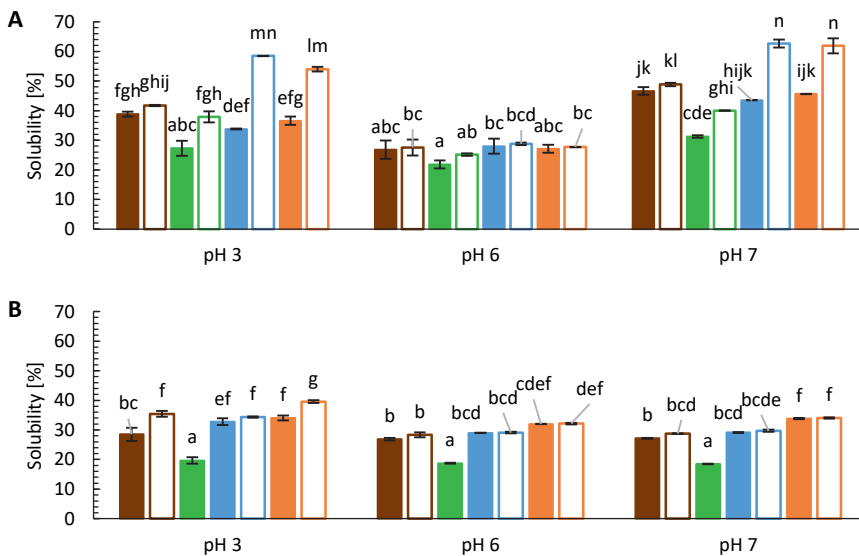 A
Solubility [%]
70
60
50
40
30
20
10
0
fgh ghij abc fgh def mn efg lm
abc bc a ab bc bcd abc bc
jk kl cde ghi hijk n ijk n
pH 3 pH 6 pH 7
B
Solubility [%]
70
60
50
40
30
20
10
0
bc f a ef f f g
b b a bcd bcd cdef def
b bcd a bcd bcde f f
pH 3 pH 6 pH 7